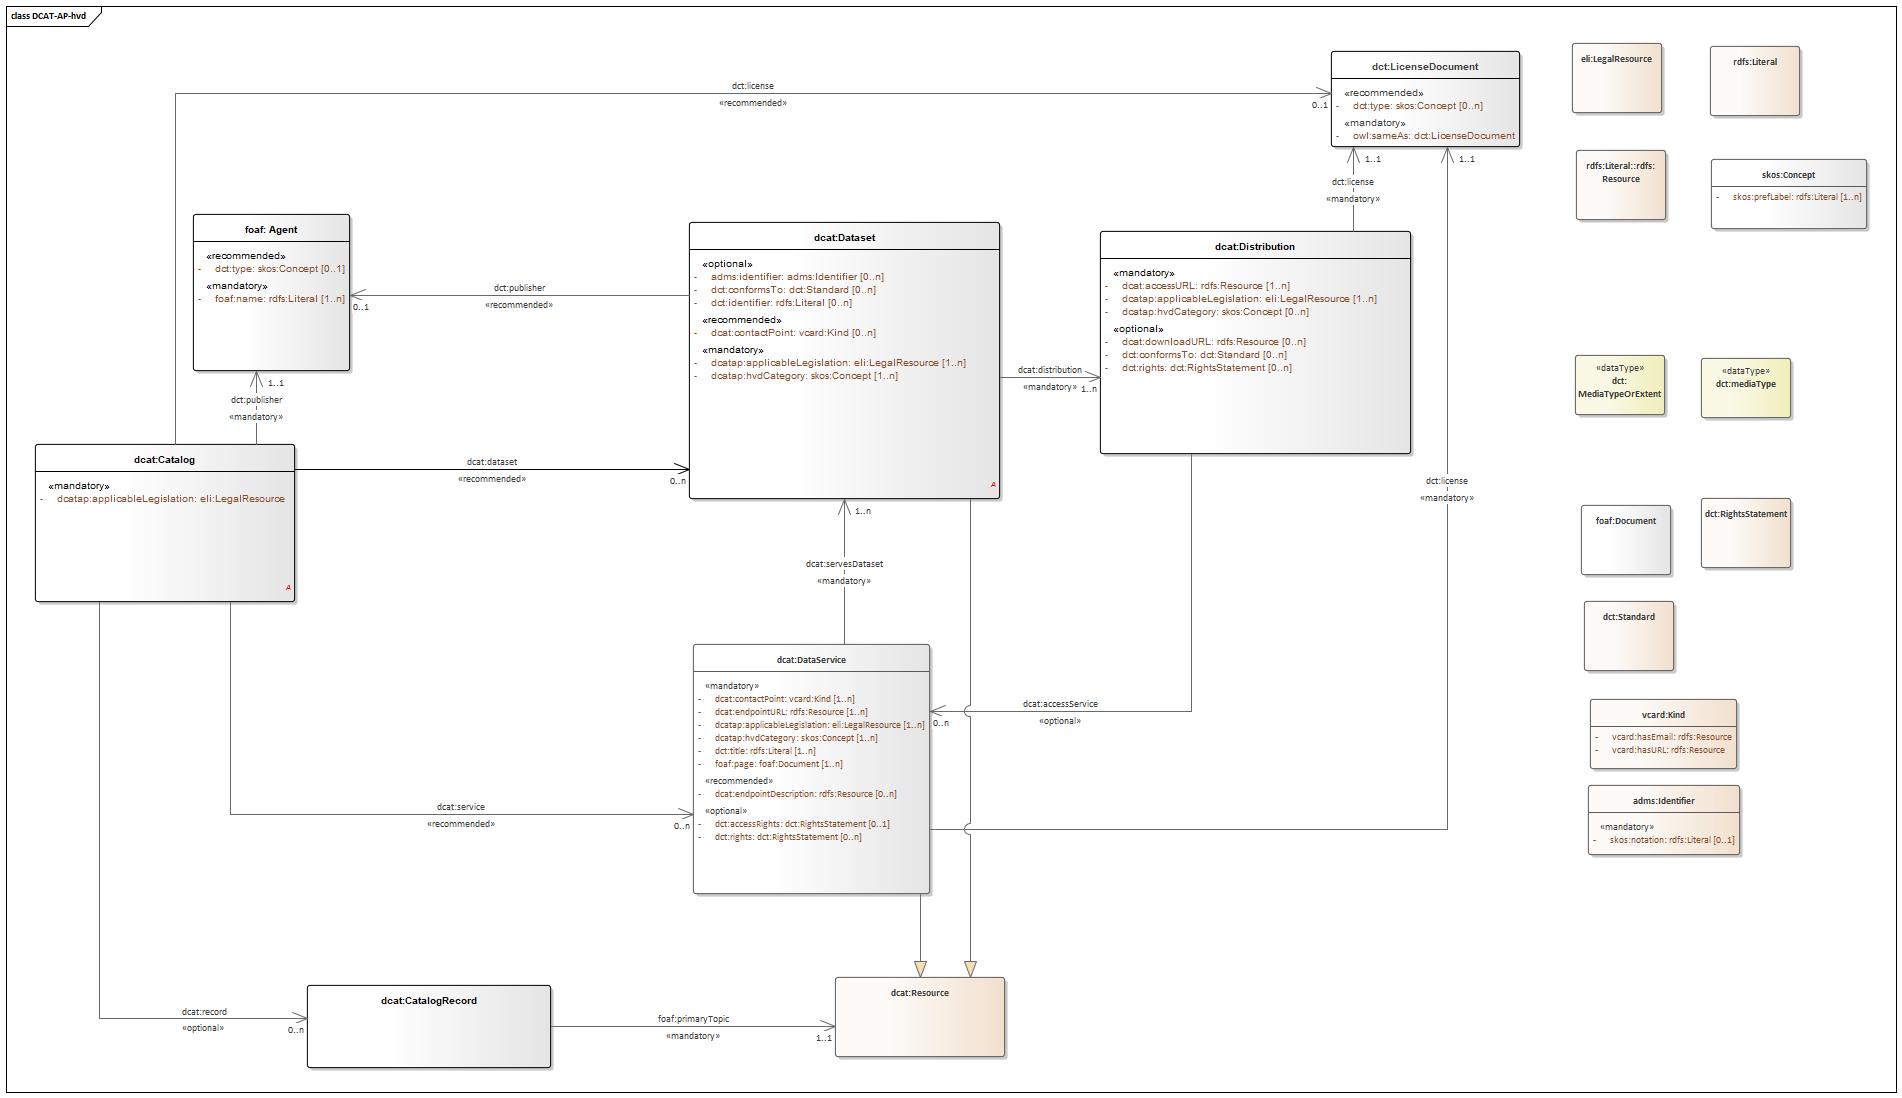 class DCAT-AP-hvd
dct:license
«recommended»
0..1
dct:LicenseDocument
«recommended»
- dct:type: skos:Concept [0..n]
«mandatory»
- owl:sameAs: dct:LicenseDocument
eli:LegalResource
rdfs:Literal
1..1
1..1
dct:license
«mandatory»
rdfs:Literal::rdfs:
Resource
skos:Concept
- skos:prefLabel: rdfs:Literal [1..n]
foaf: Agent
«recommended»
- dct:type: skos:Concept [0..1]
«mandatory»
- foaf:name: rdfs:Literal [1..n]
dct:publisher
«recommended»
0..1
dcat:Dataset
«optional»
- adms:identifier: adms:Identifier [0..n]
- dct:conformsTo: dct:Standard [0..n]
- dct:identifier: rdfs:Literal [0..n]
«recommended»
- dcat:contactPoint: vcard:Kind [0..n]
«mandatory»
- dcatap:applicableLegislation: eli:LegalResource [1..n]
- dcatap:hvdCategory: skos:Concept [1..n]
A
dcat:Distribution
«mandatory»
- dcat:accessURL: rdfs:Resource [1..n]
- dcatap:applicableLegislation: eli:LegalResource [1..n]
- dcatap:hvdCategory: skos:Concept [0..n]
«optional»
- dcat:downloadURL: rdfs:Resource [0..n]
- dct:conformsTo: dct:Standard [0..n]
- dct:rights: dct:RightsStatement [0..n]
dcat:distribution
«mandatory»
1..n
«dataType»
dct:
MediaTypeOrExtent
«dataType»
dct:mediaType
1..1
dct:publisher
«mandatory»
dcat:Catalog
«mandatory»
- dcatap:applicableLegislation: eli:LegalResource
A
dcat:dataset
«recommended»
0..n
dct:license
«mandatory»
1..n
dcat:servesDataset
«mandatory»
foaf:Document
dct:RightsStatement
dct:Standard
dcat:DataService
«mandatory»
- dcat:contactPoint: vcard:Kind [1..n]
- dcat:endpointURL: rdfs:Resource [1..n]
- dcatap:applicableLegislation: eli:LegalResource [1..n]
- dcatap:hvdCategory: skos:Concept [1..n]
- dct:title: rdfs:Literal [1..n]
- foaf:page: foaf:Document [1..n]
«recommended»
- dcat:endpointDescription: rdfs:Resource [0..n]
«optional»
- dct:accessRights: dct:RightsStatement [0..1]
- dct:rights: dct:RightsStatement [0..n]
dcat:accessService
«optional»
0..n
vcard:Kind
- vcard:hasEmail: rdfs:Resource
- vcard:hasURL: rdfs:Resource
adms:Identifier
«mandatory»
- skos:notation: rdfs:Literal [0..1]
dcat:service
«recommended»
0..n
dcat:record
«optional»
0..n
dcat:CatalogRecord
foaf:primaryTopic
«mandatory»
1..1
dcat:Resource